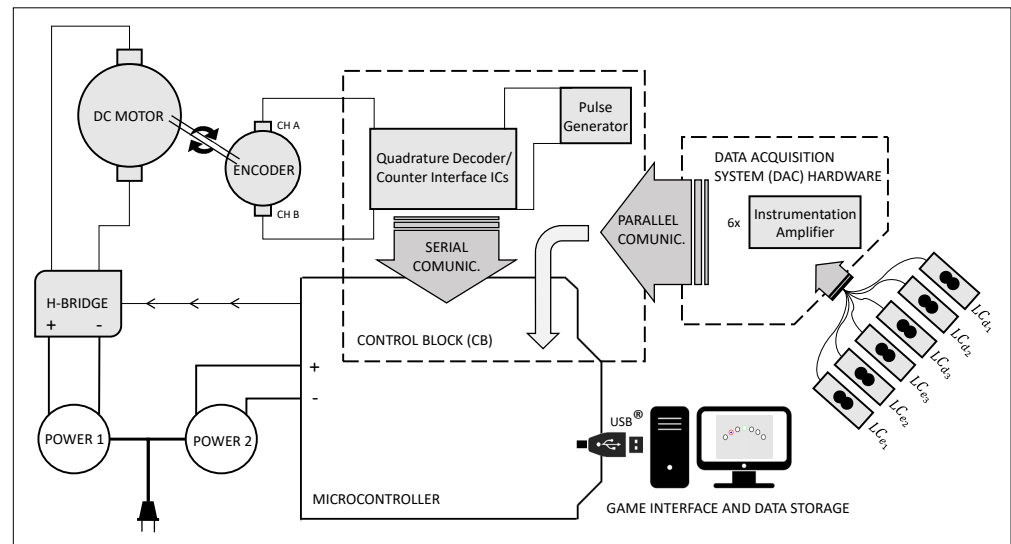 DC MOTOR
CH A
ENCODER
CH B
Quadrature Decoder/
Counter Interface ICs
Pulse
Generator
DATA ACQUISITION
SYSTEM (DAC) HARDWARE
6x
Instrumentation
Amplifier
PARALLEL
COMUNIC.
SERIAL
COMUNIC.
H-BRIDGE
+ -
CONTROL BLOCK (CB)
LCd1
LCd2
LCd3
LCe3
LCe2
LCe1
+
-
POWER 1
POWER 2
USB®
MICROCONTROLLER
GAME INTERFACE AND DATA STORAGE